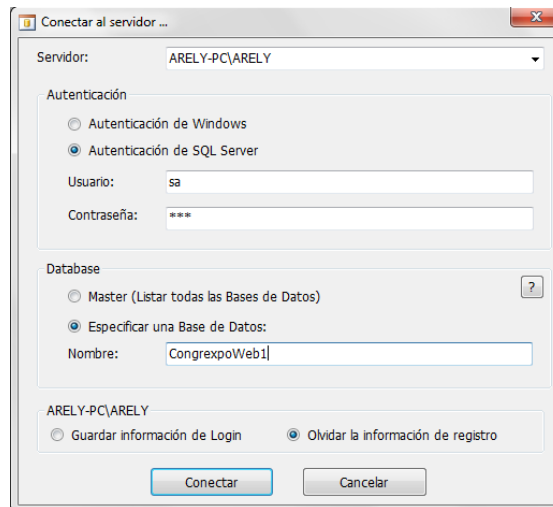 Conectar al servidor ...
Servidor: ARELY-PC\ARELY
Autenticación
Autenticación de Windows
Autenticación de SQL Server
Usuario: sa
Contraseña: ***
Database
Master (Listar todas las Bases de Datos) ?
Especificar una Base de Datos:
Nombre: CongrexpoWeb1
ARELY-PC\ARELY
Guardar información de Login Olvidar la información de registro
Conectar Cancelar